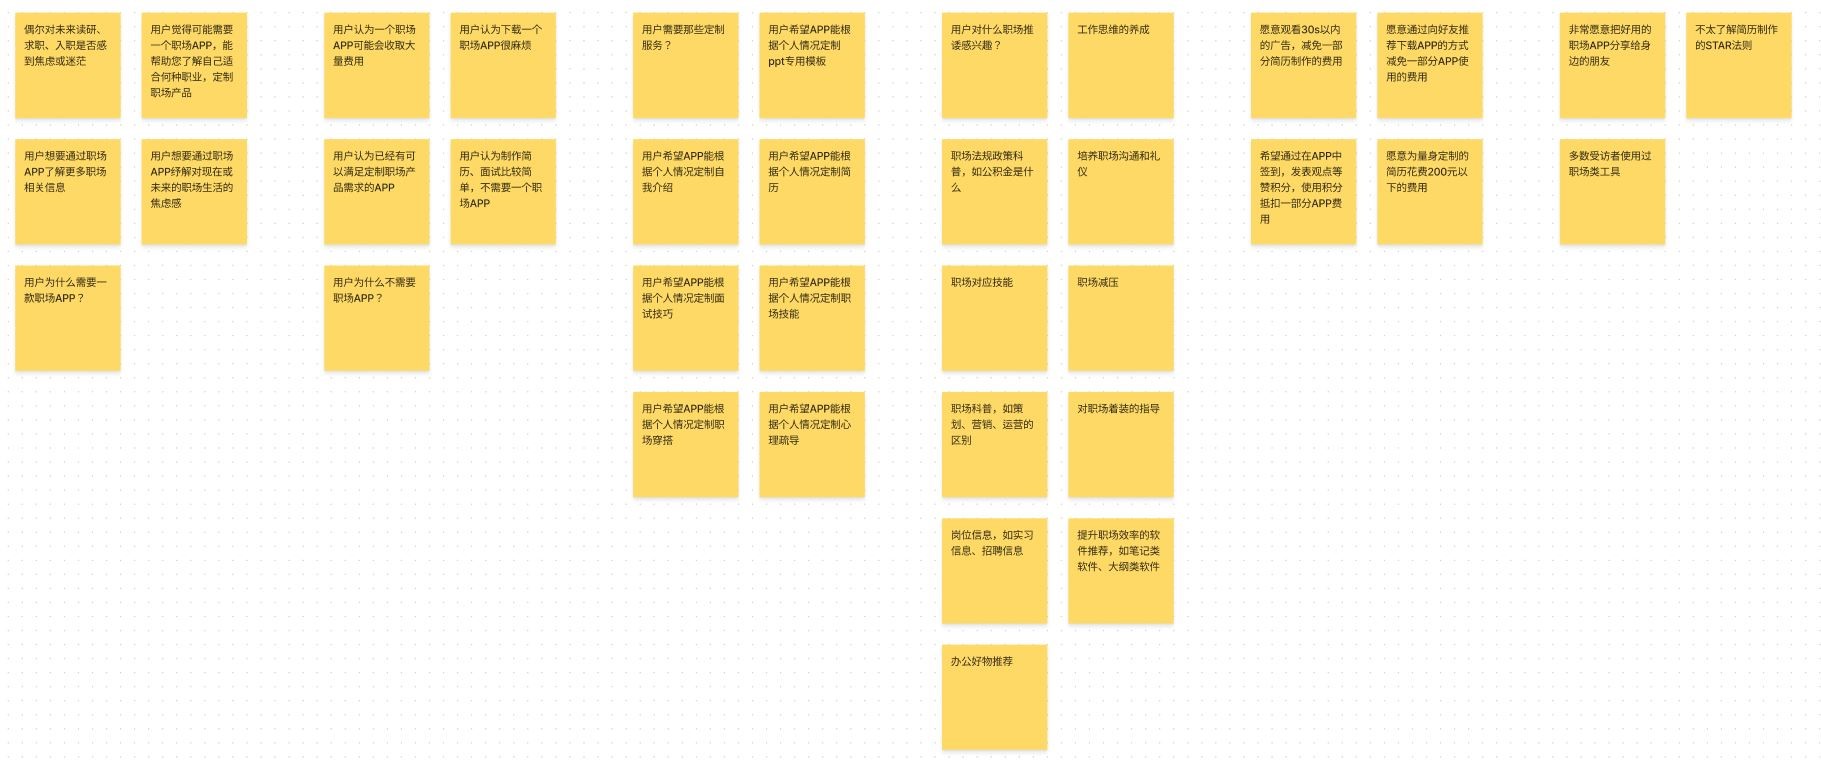 偶尔对未来读研、
求职、入职是否感
到焦虑或迷茫
用户觉得可能需要
一个职场APP，能
帮助您了解自己适
合何种职业，定制
职场产品
用户想要通过职场
APP了解更多职场
相关信息
用户想要通过职场
APP纾解对现在或
未来的职场生活的
焦虑感
用户为什么需要一
款职场APP？
用户认为一个职场
APP可能会收取大
量费用
用户认为下载一个
职场APP很麻烦
用户认为已经有可
以满足定制职场产
品需求的APP
用户认为制作简
历、面试比较简
单，不需要一个职
场APP
用户为什么不需要
职场APP？
用户需要那些定制
服务？
用户希望APP能根
据个人情况定制
ppt专用模板
用户希望APP能根
据个人情况定制自
我介绍
用户希望APP能根
据个人情况定制简
历
用户希望APP能根
据个人情况定制面
试技巧
用户希望APP能根
据个人情况定制职
场技能
用户希望APP能根
据个人情况定制职
场穿搭
用户希望APP能根
据个人情况定制心
理疏导
用户对什么职场推
诿感兴趣？
工作思维的养成
职场法规政策科
普，如公积金是什
么
培养职场沟通和礼
仪
职场对应技能
职场减压
职场科普，如策
划、营销、运营的
区别
对职场着装的指导
岗位信息，如实习
信息、招聘信息
提升职场效率的软
件推荐，如笔记类
软件、大纲类软件
办公好物推荐
愿意观看30s以内
的广告，减免一部
分简历制作的费用
愿意通过向好友推
荐下载APP的方式
减免一部分APP使
用的费用
希望通过在APP中
签到，发表观点等
赞积分，使用积分
抵扣一部分APP费
用
愿意为量身定制的
简历花费200元以
下的费用
非常愿意把好用的
职场APP分享给身
边的朋友
不太了解简历制作
的STAR法则
多数受访者使用过
职场类工具